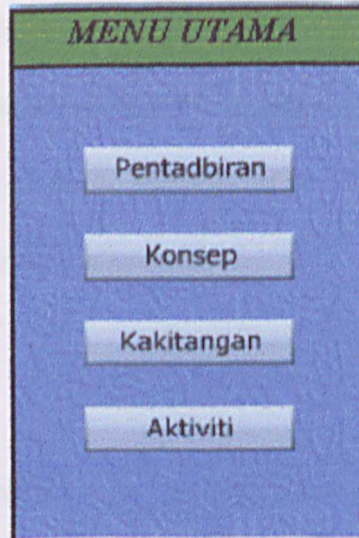 MENU UTAMA
Pentadbiran
Konsep
Kakitangan
Aktiviti